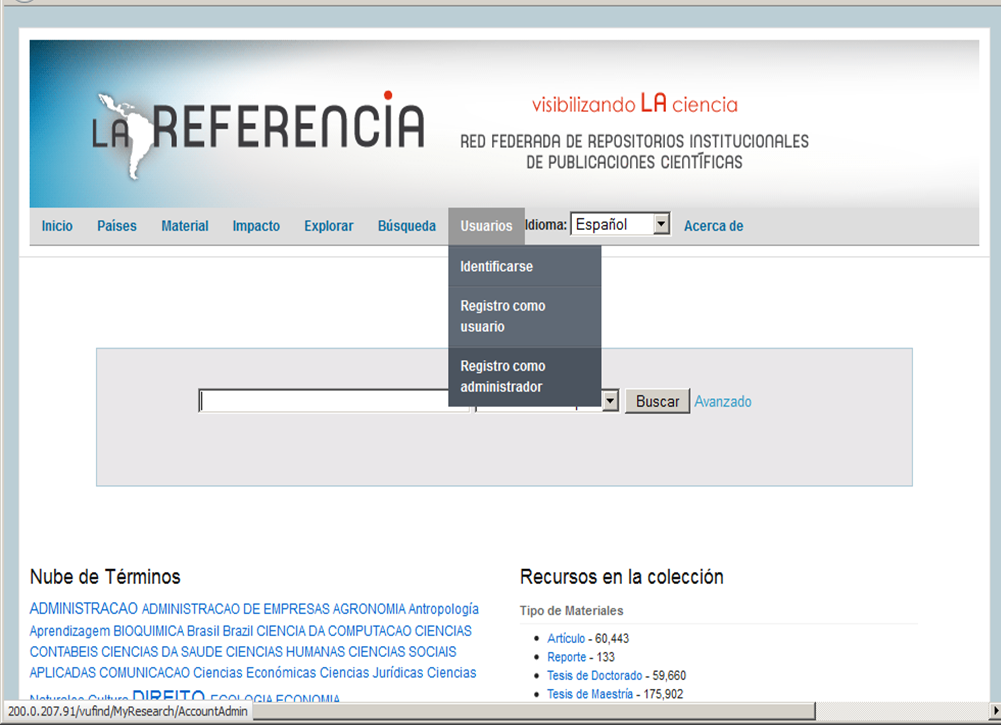 LA REFERENCIA
visibilizando LA ciencia
RED FEDERADA DE REPOSITORIOS INSTITUCIONALES
DE PUBLICACIONES CIENTÍFICAS
Inicio Países Material Impacto Explorar Búsqueda Usuarios Idioma: Español Acerca de
Identificarse
Registro como
usuario
Registro como
administrador
Buscar Avanzado
Nube de Términos
ADMINISTRACAO ADMINISTRACAO DE EMPRESAS AGRONOMIA Antropología
Aprendizagem BIOQUIMICA Brasil Brazil CIENCIA DA COMPUTACAO CIENCIAS
CONTABEIS CIENCIAS DA SAUDE CIENCIAS HUMANAS CIENCIAS SOCIAIS
APLICADAS COMUNICACAO Ciencias Económicas Ciencias Jurídicas Ciencias
Naturales Cultura DIREITO ECOLOGIA ECONOMIA
Recursos en la colección
Tipo de Materiales
Artículo - 60,443
Reporte - 133
Tesis de Doctorado - 59,660
Tesis de Maestría - 175,902
200.0.207.91/vufind/MyResearch/AccountAdmin